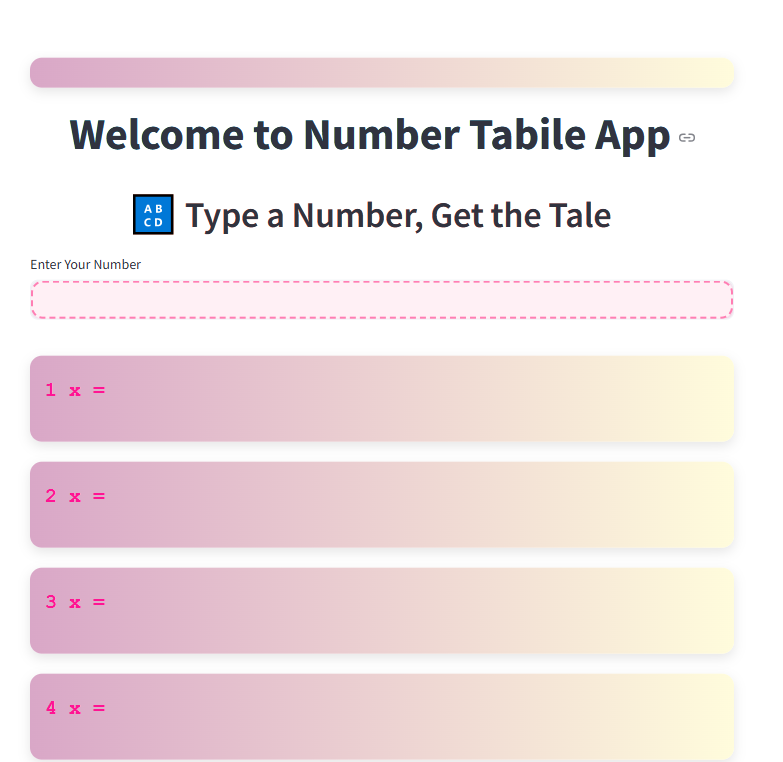 Welcome to Number Tabile App
🔠 Type a Number, Get the Tale
Enter Your Number
1 x =
2 x =
3 x =
4 x =